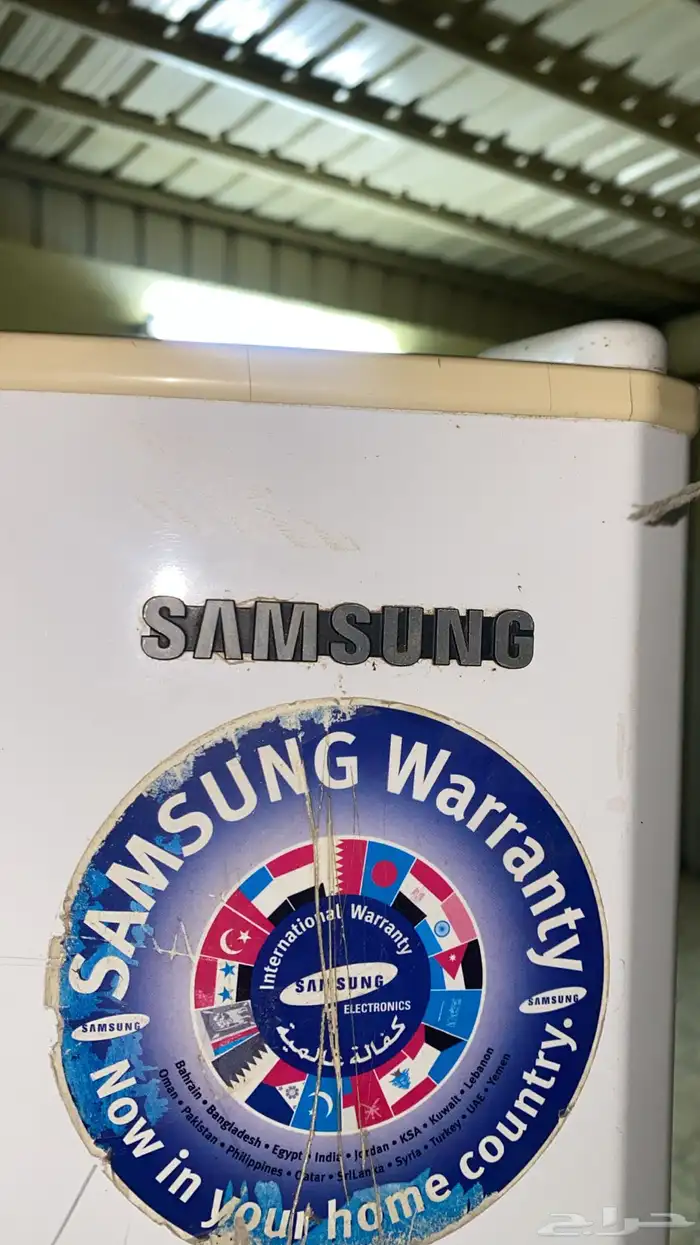 SAMSUNG
SAMSUNG Warranty
International Warranty
SAMSUNG
ELECTRONICS
كفالة عالمية
SAMSUNG
SAMSUNG
Bahrain • Bangladesh • Egypt • India • Jordan • KSA • Kuwait • Lebanon
Oman • Pakistan • Philippines • Qatar • SriLanka • Syria • Turkey • UAE • Yemen
Now in your home country.
حراج